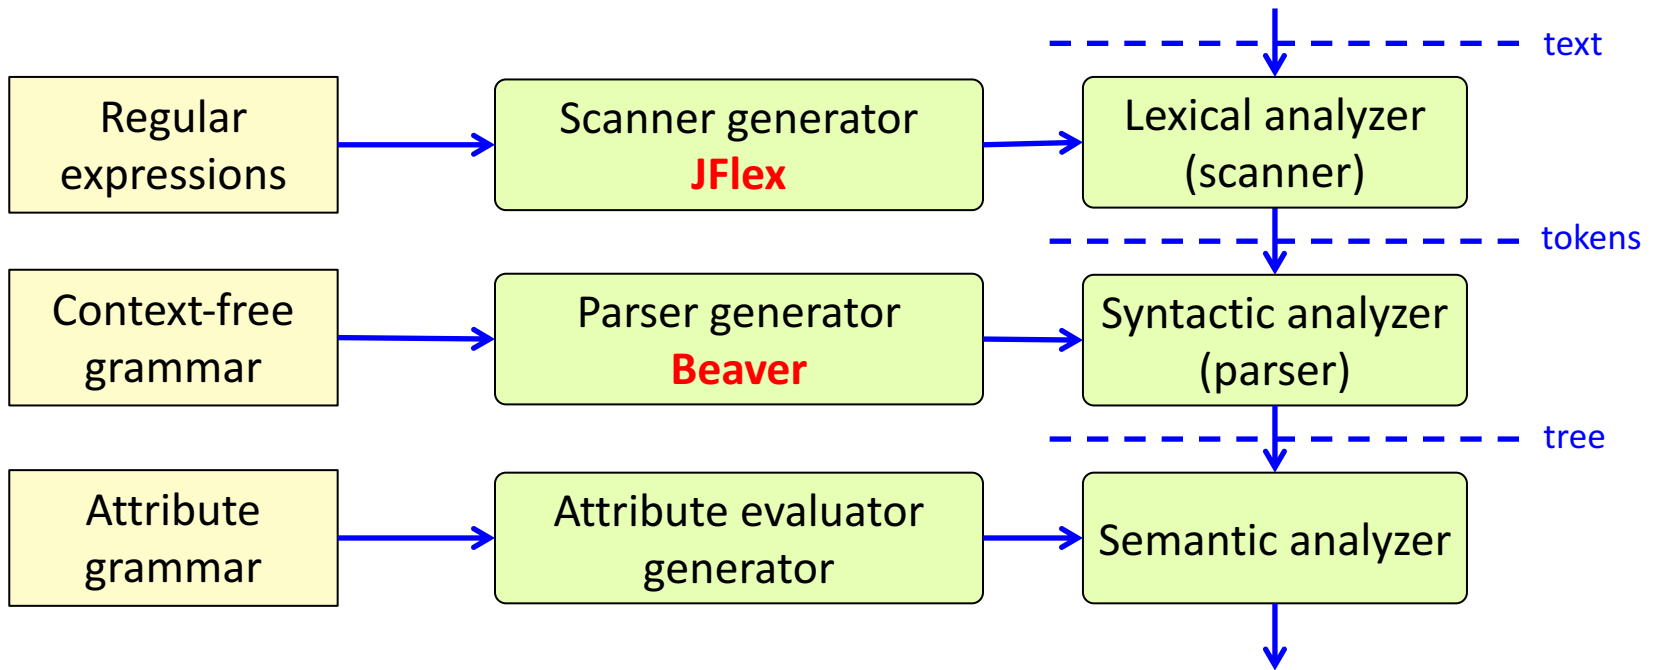 text
Regular
expressions
Scanner generator
JFlex
Lexical analyzer
(scanner)
tokens
Context-free
grammar
Parser generator
Beaver
Syntactic analyzer
(parser)
tree
Attribute
grammar
Attribute evaluator
generator
Semantic analyzer